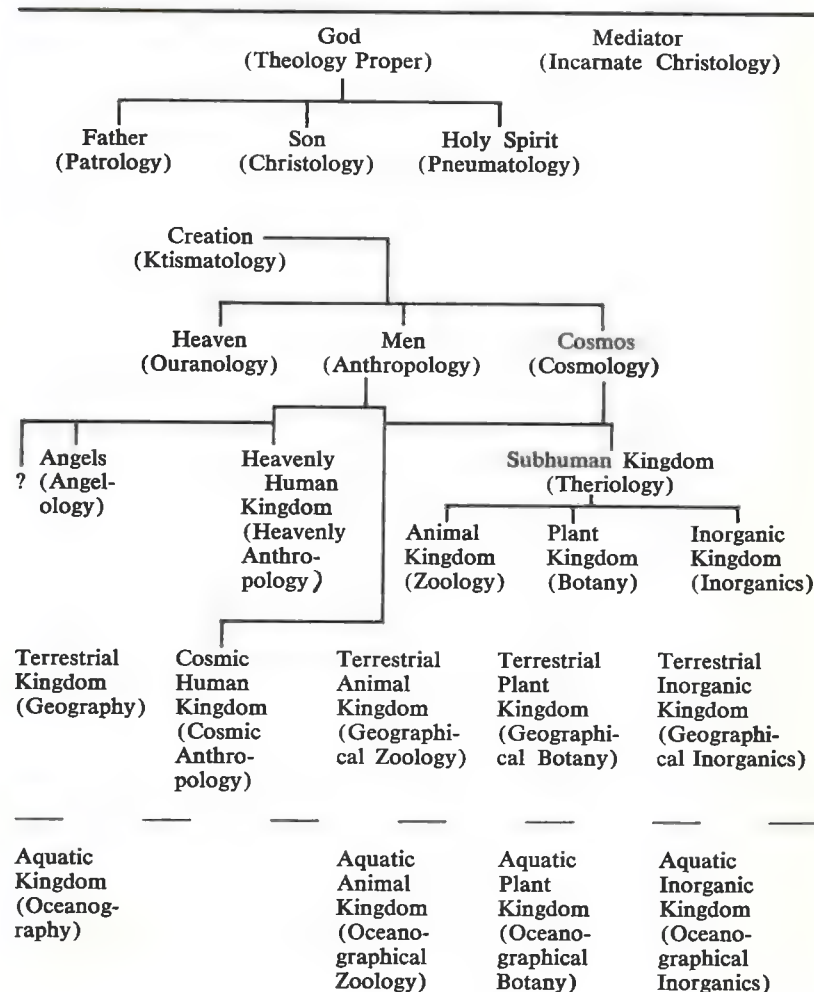 God
(Theology Proper)
Mediator
(Incarnate Christology)
Father
(Patrology)
Son
(Christology)
Holy Spirit
(Pneumatology)
Creation
(Ktismatology)
Heaven
(Ouranology)
Men
(Anthropology)
Cosmos
(Cosmology)
?
Angels
(Angel-
ology)
Heavenly
Human
Kingdom
(Heavenly
Anthro-
pology)
Subhuman Kingdom
(Theriology)
Animal
Kingdom
(Zoology)
Plant
Kingdom
(Botany)
Inorganic
Kingdom
(Inorganics)
Terrestrial
Kingdom
(Geography)
Cosmic
Human
Kingdom
(Cosmic
Anthro-
pology)
Terrestrial
Animal
Kingdom
(Geographi-
cal Zoology)
Terrestrial
Plant
Kingdom
(Geographi-
cal Botany)
Terrestrial
Inorganic
Kingdom
(Geographi-
cal Inorganics)
Aquatic
Kingdom
(Oceanog-
raphy)
Aquatic
Animal
Kingdom
(Oceano-
graphical
Zoology)
Aquatic
Plant
Kingdom
(Oceano-
graphical
Botany)
Aquatic
Inorganic
Kingdom
(Oceano-
graphical
Inorganics)